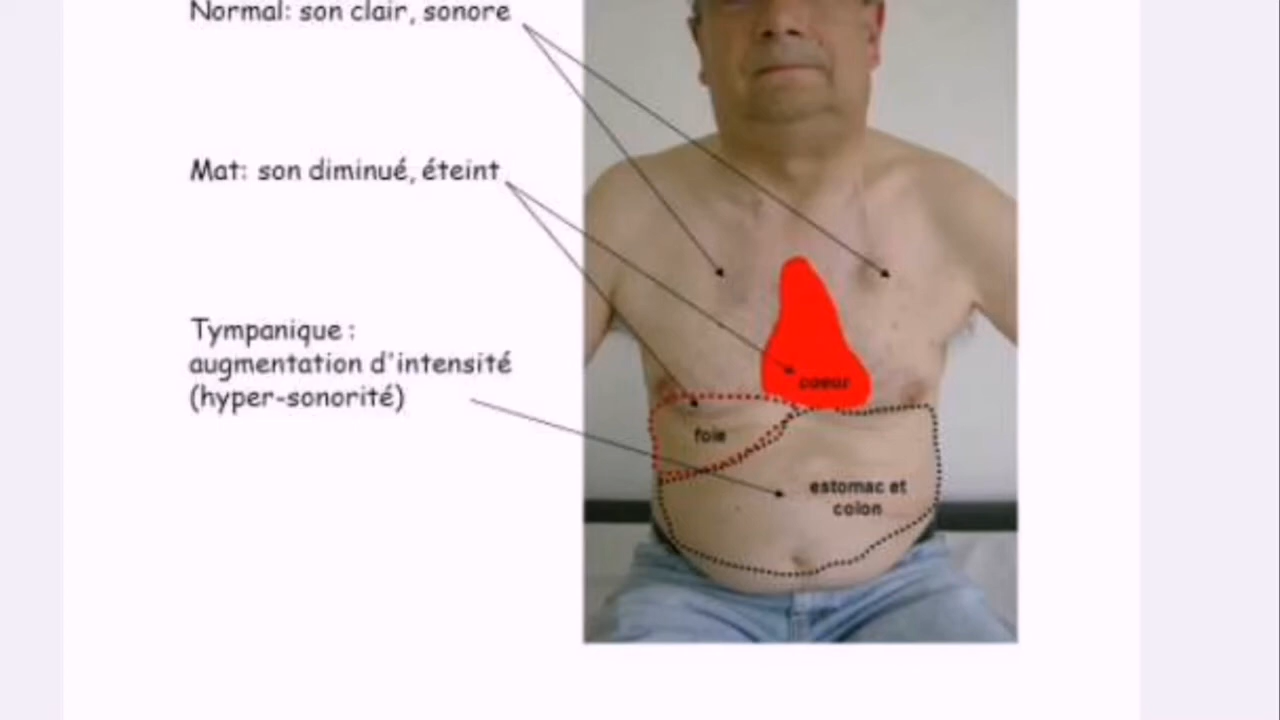 Normal: son clair, sonore
Mat: son diminué, éteint
Tympanique :
augmentation d'intensité
(hyper-sonorité)
coeur
foie
estomac et
colon